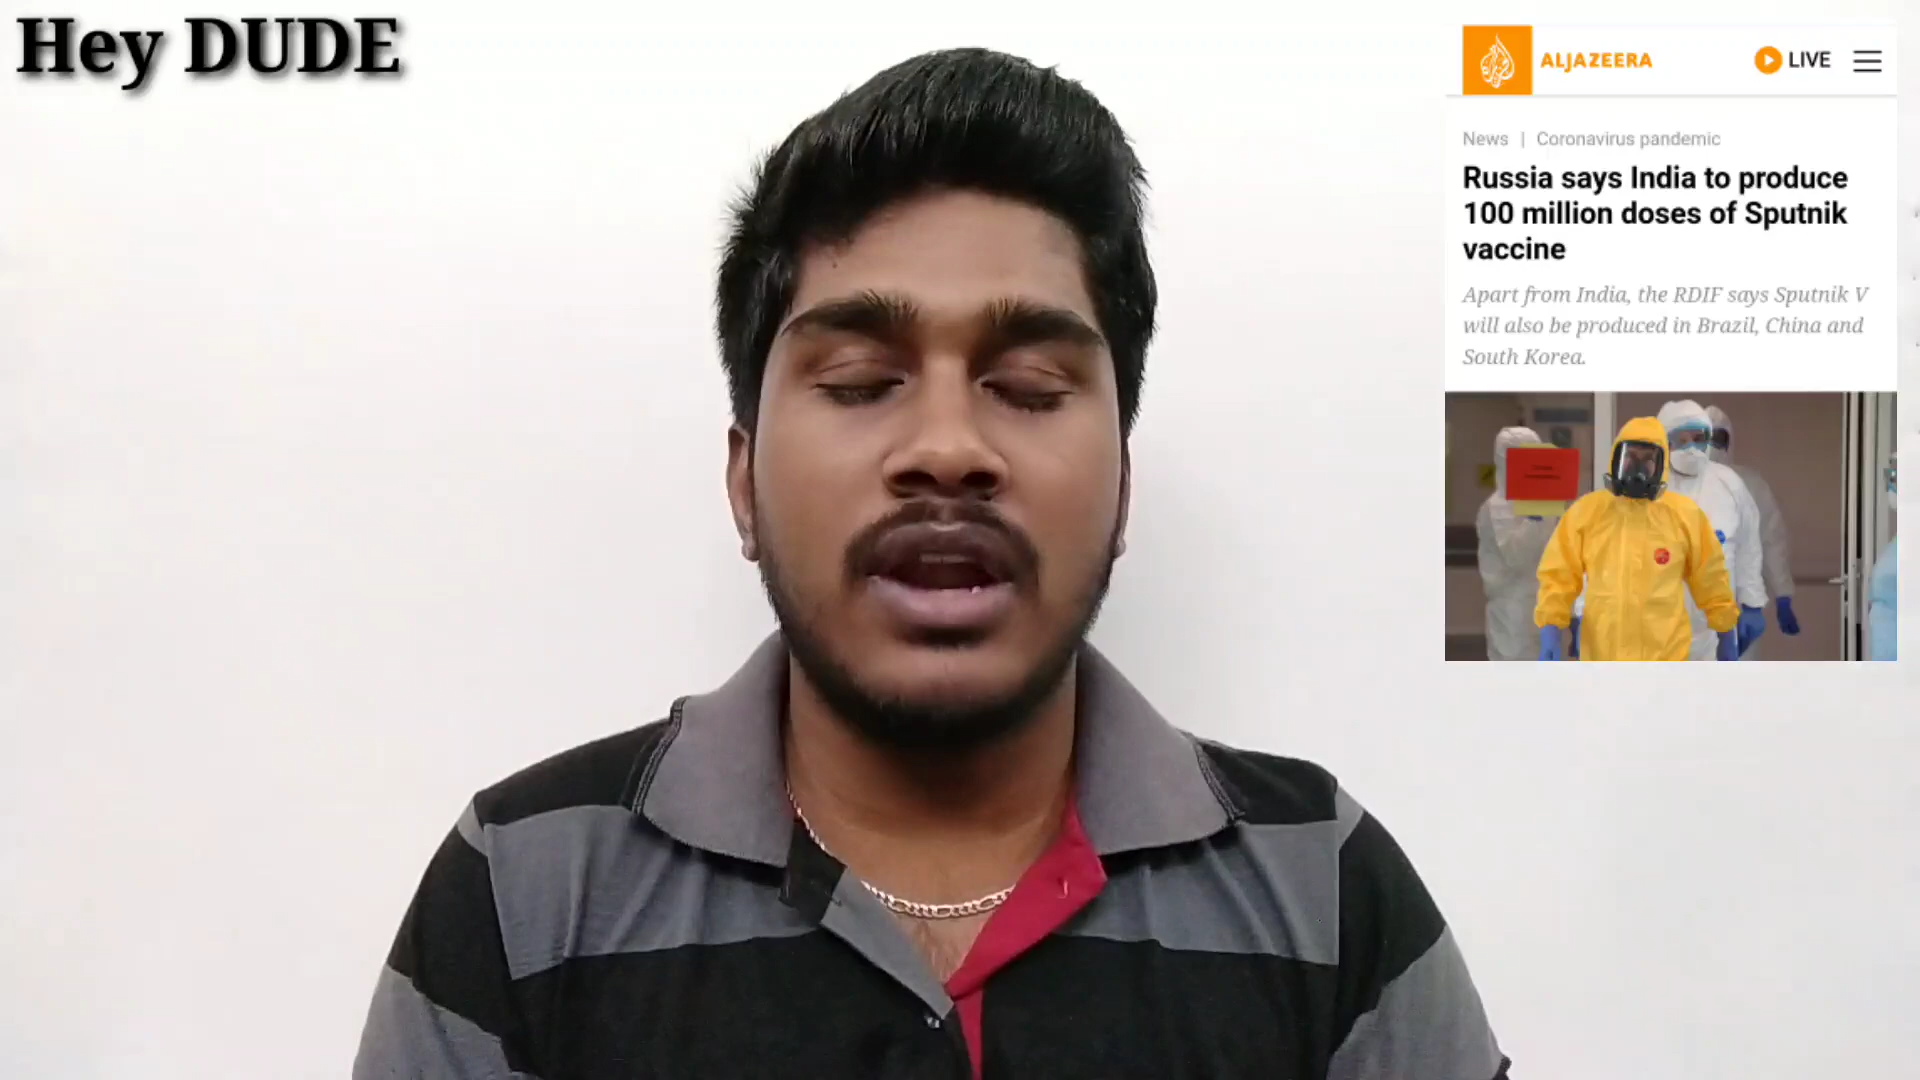 Hey DUDE
ALJAZEERA
LIVE
News | Coronavirus pandemic
Russia says India to produce
100 million doses of Sputnik
vaccine
Apart from India, the RDIF says Sputnik V
will also be produced in Brazil, China and
South Korea.